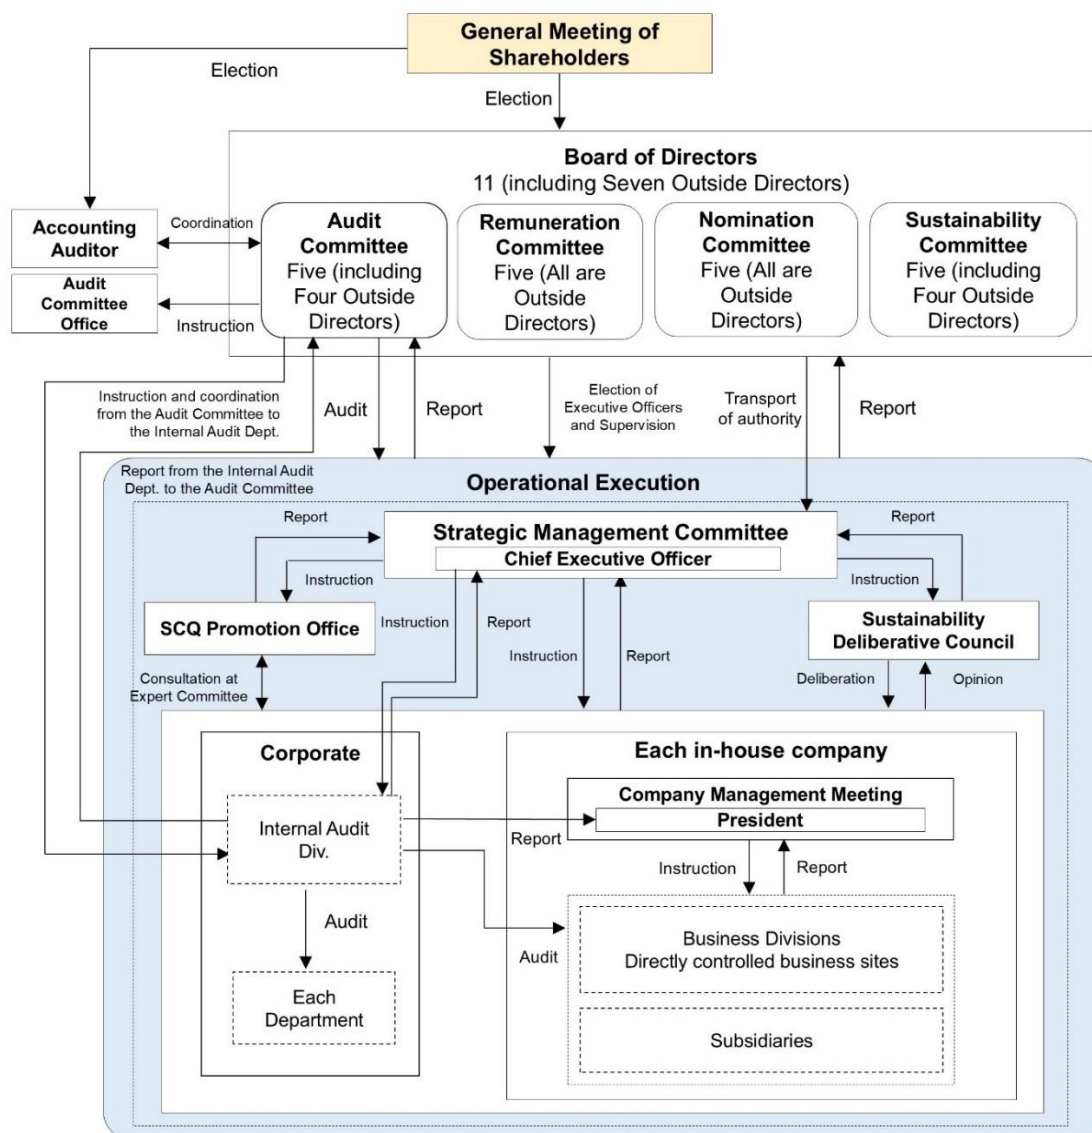 General Meeting of
Shareholders
Election
Election
Board of Directors
11 (including Seven Outside Directors)
Accounting
Auditor
Coordination
Audit
Committee
Five (including
Four Outside
Directors)
Remuneration
Committee
Five (All are
Outside
Directors)
Nomination
Committee
Five (All are
Outside
Directors)
Sustainability
Committee
Five (including
Four Outside
Directors)
Audit
Committee
Office
Instruction
Instruction and coordination
from the Audit Committee to
the Internal Audit Dept.
Audit
Report
Election of
Executive Officers
and Supervision
Transport
of authority
Report
Report from the Internal Audit
Dept. to the Audit Committee
Operational Execution
Report
Strategic Management Committee
Chief Executive Officer
Report
Instruction
Instruction
SCQ Promotion Office
Instruction
Report
Instruction
Report
Sustainability
Deliberative Council
Consultation at
Expert Committee
Deliberation
Opinion
Corporate
Each in-house company
Internal Audit
Div.
Company Management Meeting
President
Report
Instruction
Report
Audit
Audit
Business Divisions
Directly controlled business sites
Each
Department
Subsidiaries